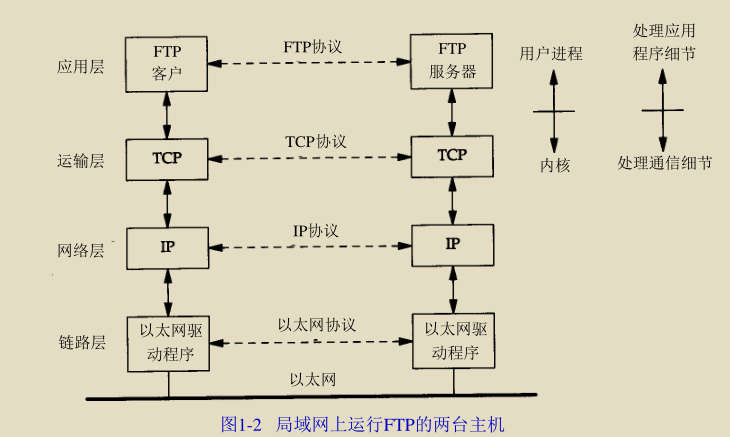 应用层
FTP
客户
FTP协议
FTP
服务器
用户进程
处理应用
程序细节
运输层
TCP
TCP协议
TCP
内核
处理通信细节
网络层
IP
IP协议
IP
链路层
以太网驱
动程序
以太网协议
以太网驱
动程序
以太网
图1-2 局域网上运行FTP的两台主机